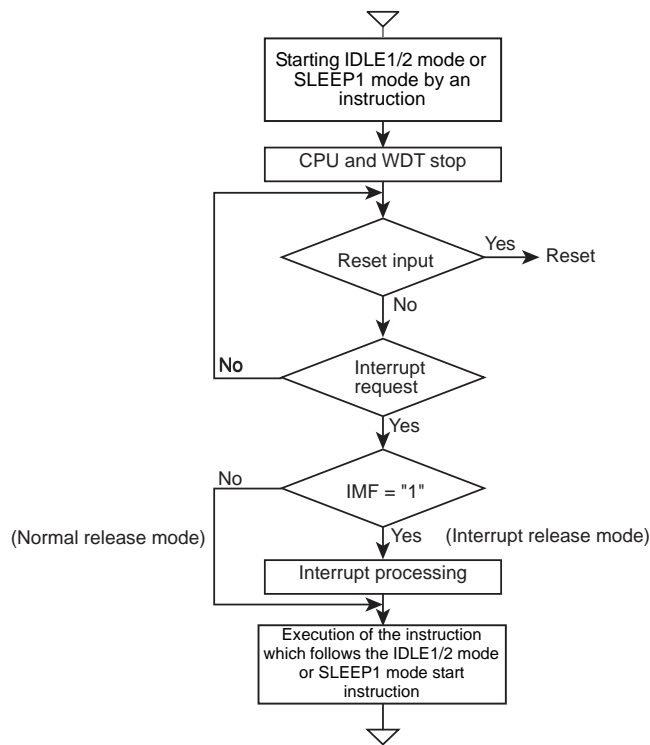 Starting IDLE1/2 mode or
SLEEP1 mode by an
instruction
CPU and WDT stop
Reset input
Yes
Reset
No
No
Interrupt
request
Yes
No
IMF = "1"
(Normal release mode)
Yes
(Interrupt release mode)
Interrupt processing
Execution of the instruction
which follows the IDLE1/2 mode
or SLEEP1 mode start
instruction